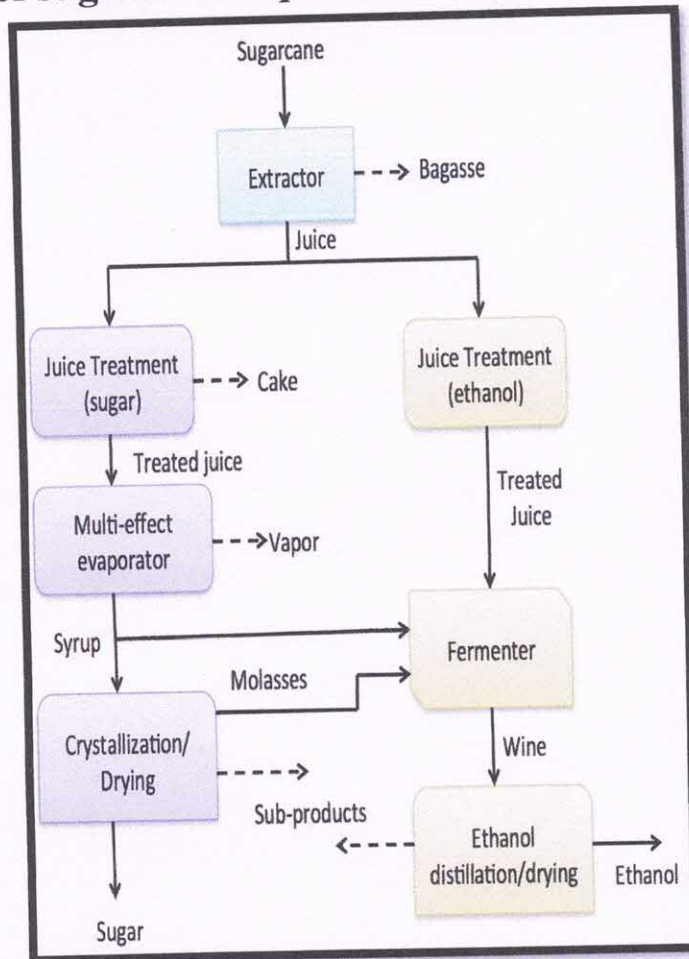 Sugarcane
Extractor
Bagasse
Juice
Juice Treatment
(sugar)
Cake
Juice Treatment
(ethanol)
Treated juice
Treated
Juice
Multi-effect
evaporator
Vapor
Syrup
Fermenter
Molasses
Crystallization/
Drying
Wine
Sub-products
Ethanol
distillation/drying
Ethanol
Sugar